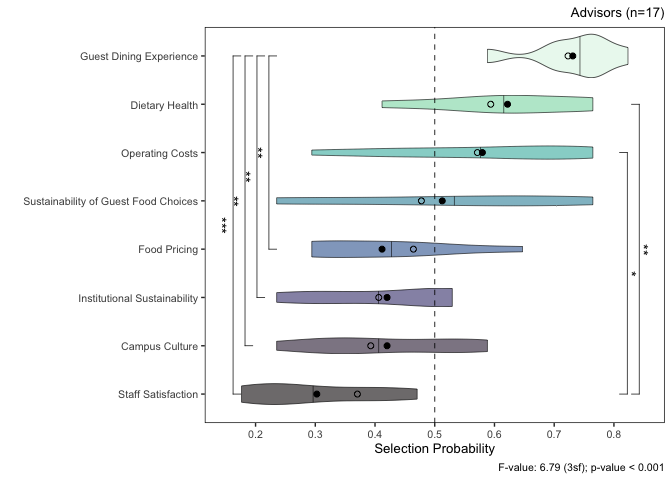 Advisors (n=17)
Guest Dining Experience
Dietary Health
Operating Costs
Sustainability of Guest Food Choices
Food Pricing
Institutional Sustainability
Campus Culture
Staff Satisfaction
***
**
**
**
*
**
0.2 0.3 0.4 0.5 0.6 0.7 0.8
Selection Probability
F-value: 6.79 (3sf); p-value < 0.001